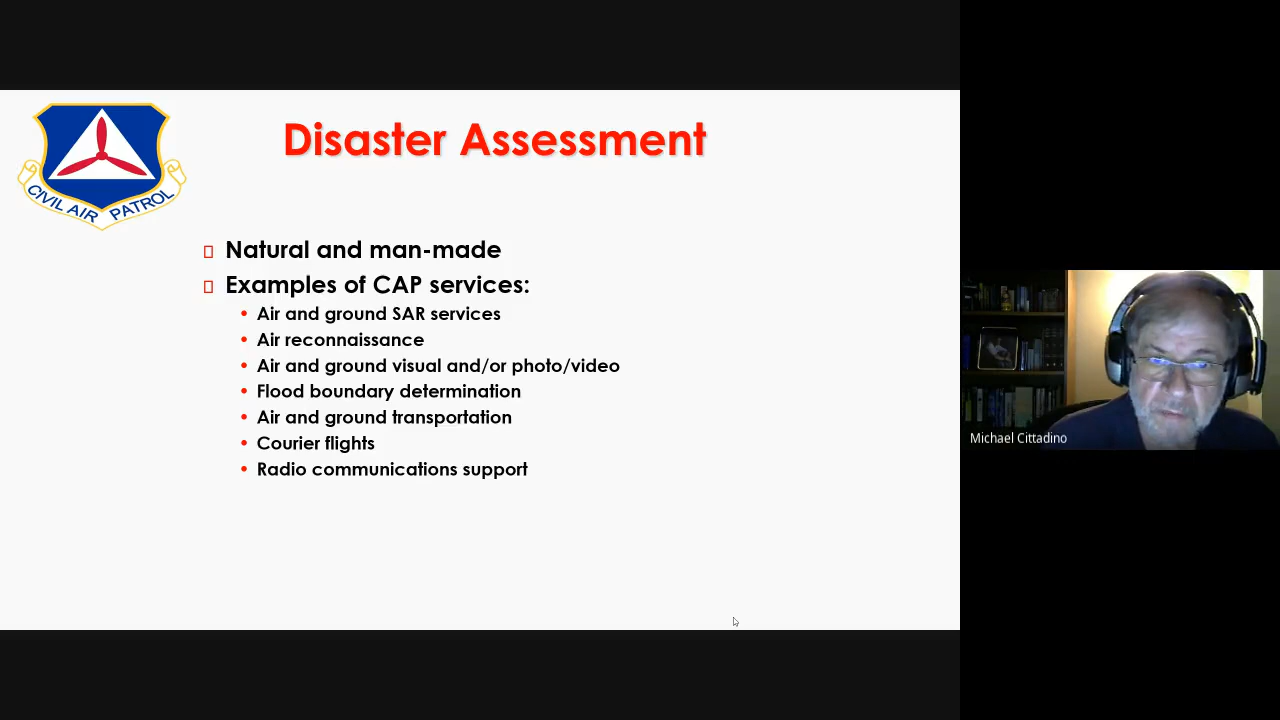 Disaster Assessment
CIVIL AIR PATROL
Natural and man-made
Examples of CAP services:
• Air and ground SAR services
• Air reconnaissance
• Air and ground visual and/or photo/video
• Flood boundary determination
• Air and ground transportation
• Courier flights
• Radio communications support
Michael Cittadino